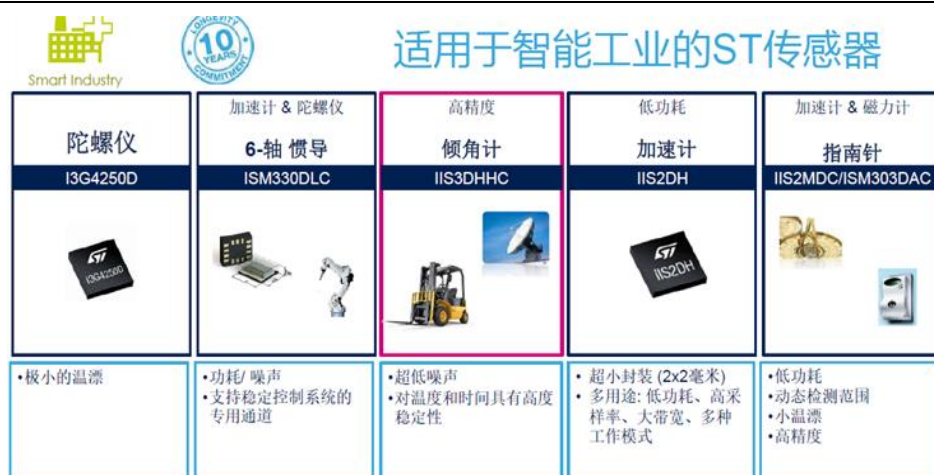 Smart Industry
LONGEVITY
10
YEARS
COMMITMENT
适用于智能工业的ST传感器
陀螺仪
I3G4250D
ST
I3G4250D
•极小的温漂
加速计 & 陀螺仪
6-轴 惯导
ISM330DLC
•功耗/ 噪声
•支持稳定控制系统的
专用通道
高精度
倾角计
IIS3DHHC
•超低噪声
•对温度和时间具有高度
稳定性
低功耗
加速计
IIS2DH
ST
IIS2DH
• 超小封装 (2x2毫米)
• 多用途: 低功耗、高采
样率、大带宽、多种
工作模式
加速计 & 磁力计
指南针
IIS2MDC/ISM303DAC
•低功耗
•动态检测范围
•小温漂
•高精度